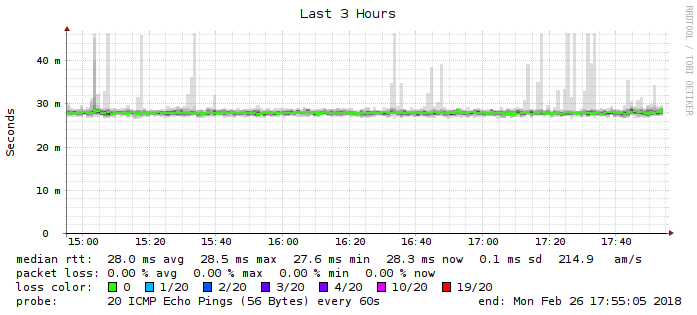 Last 3 Hours
RRDTOOL / TOBI OETIKER
Seconds
40 m
30 m
20 m
10 m
0
15:00 15:20 15:40 16:00 16:20 16:40 17:00 17:20 17:40
median rtt: 28.0 ms avg 28.5 ms max 27.6 ms min 28.3 ms now 0.1 ms sd 214.9 am/s
packet loss: 0.00 % avg 0.00 % max 0.00 % min 0.00 % now
loss color: 0 1/20 2/20 3/20 4/20 10/20 19/20
probe: 20 ICMP Echo Pings (56 Bytes) every 60s end: Mon Feb 26 17:55:05 2018